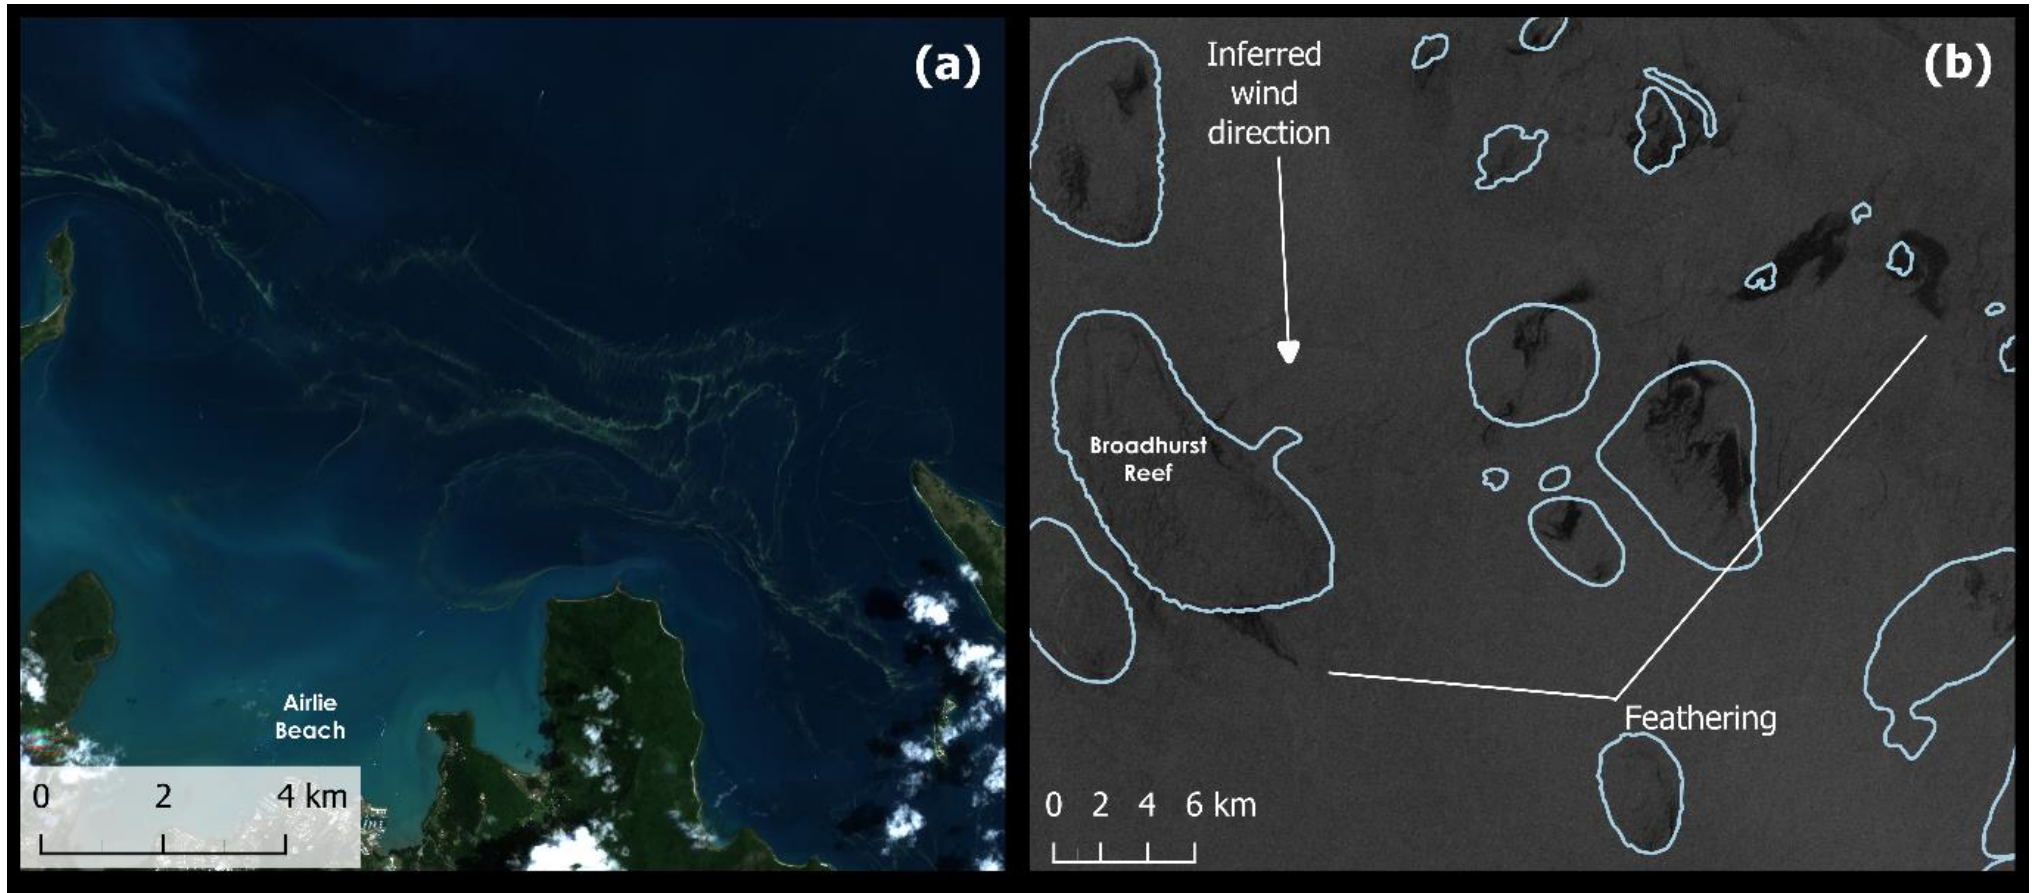 (a)
Airlie
Beach
0 2 4 km
(b)
Inferred
wind
direction
Broadhurst
Reef
Feathering
0 2 4 6 km